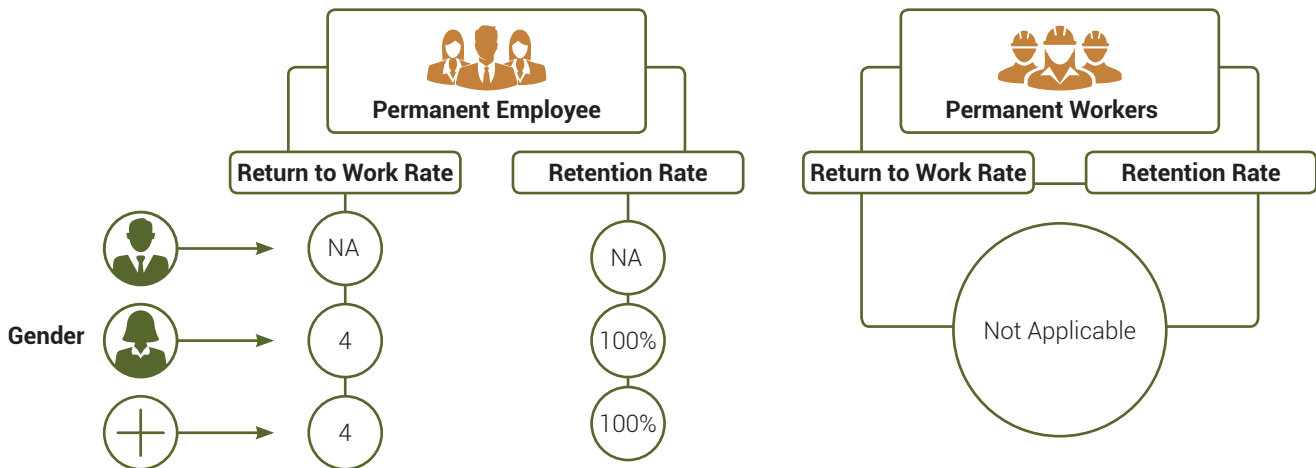 Permanent Employee
Permanent Workers
Return to Work Rate
Retention Rate
Return to Work Rate
Retention Rate
NA
NA
Gender
4
100%
Not Applicable
4
100%